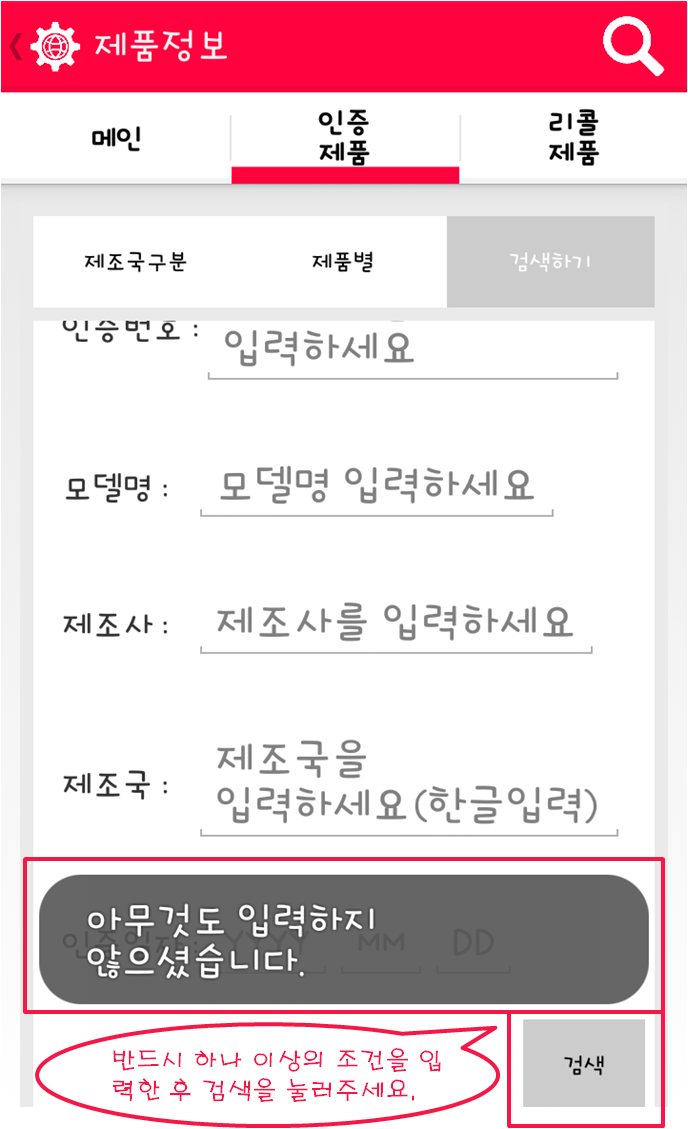 제품정보
메인
인증
제품
리콜
제품
제조국구분
제품별
검색하기
인증번호 :
입력하세요
모델명 :
모델명 입력하세요
제조사 :
제조사를 입력하세요
제조국 :
제조국을
입력하세요(한글입력)
인증일자 :
YYYY
MM
DD
아무것도 입력하지
않으셨습니다.
반드시 하나 이상의 조건을 입
력한 후 검색을 눌러주세요.
검색